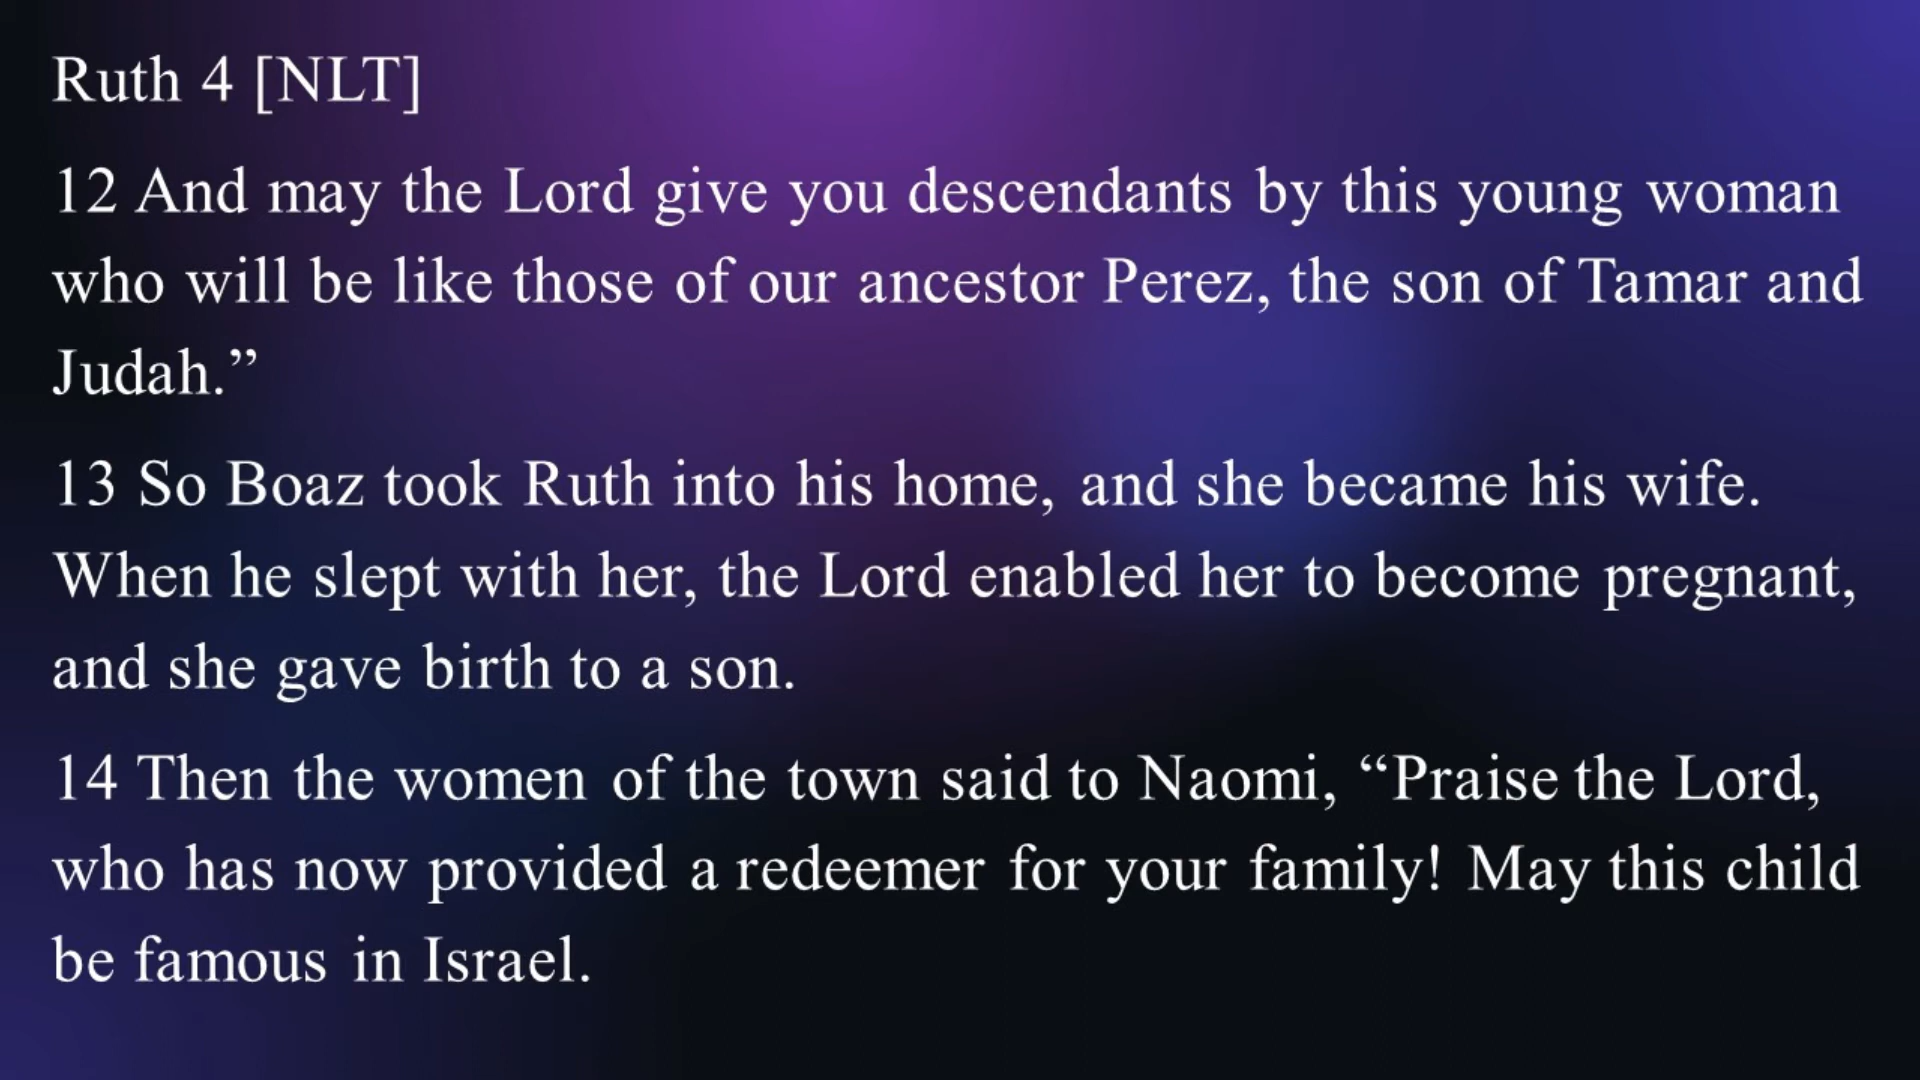 Ruth 4 [NLT]
12 And may the Lord give you descendants by this young woman
who will be like those of our ancestor Perez, the son of Tamar and
Judah.”
13 So Boaz took Ruth into his home, and she became his wife.
When he slept with her, the Lord enabled her to become pregnant,
and she gave birth to a son.
14 Then the women of the town said to Naomi, “Praise the Lord,
who has now provided a redeemer for your family! May this child
be famous in Israel.